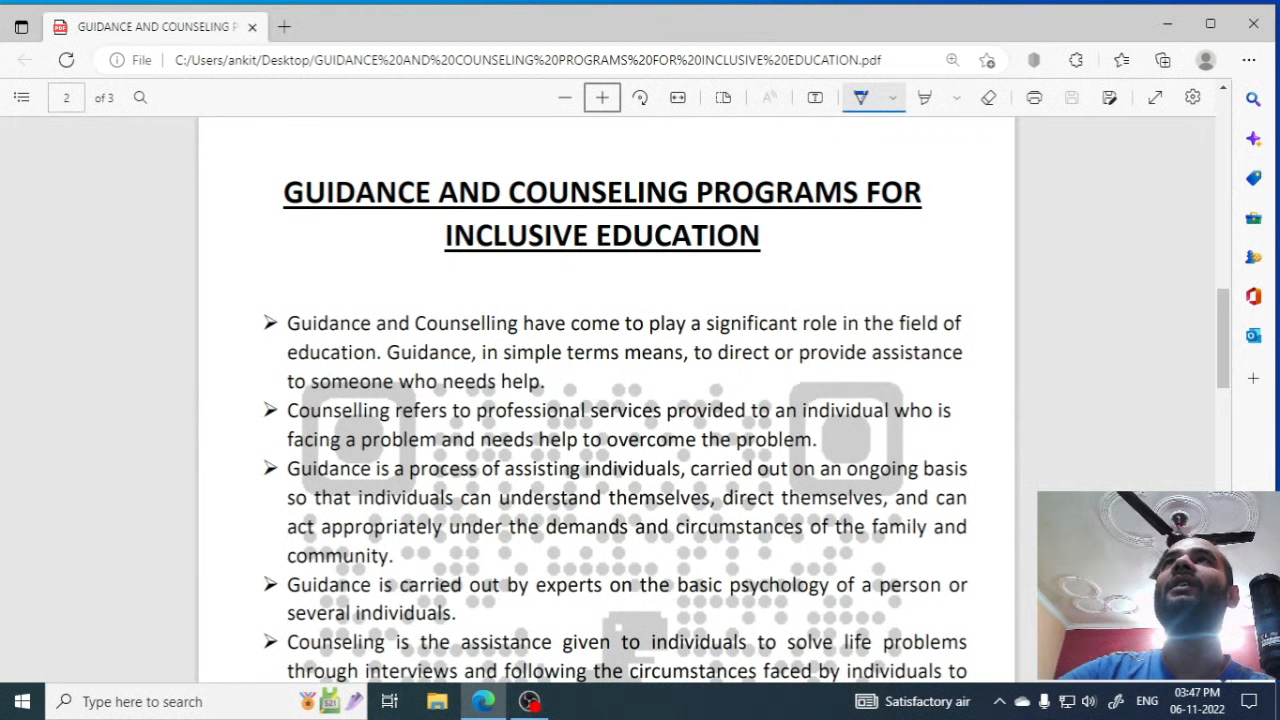 GUIDANCE AND COUNSELING P
File
C:/Users/ankit/Desktop/GUIDANCE%20AND%20COUNSELING%20PROGRAMS%20FOR%20INCLUSIVE%20EDUCATION.pdf
2 of 3
GUIDANCE AND COUNSELING PROGRAMS FOR
INCLUSIVE EDUCATION
➤ Guidance and Counselling have come to play a significant role in the field of
education. Guidance, in simple terms means, to direct or provide assistance
to someone who needs help.
➤ Counselling refers to professional services provided to an individual who is
facing a problem and needs help to overcome the problem.
➤ Guidance is a process of assisting individuals, carried out on an ongoing basis
so that individuals can understand themselves, direct themselves, and can
act appropriately under the demands and circumstances of the family and
community.
➤ Guidance is carried out by experts on the basic psychology of a person or
several individuals.
➤ Counseling is the assistance given to individuals to solve life problems
through interviews and following the circumstances faced by individuals to
Type here to search
Satisfactory air
ENG
03:47 PM
06-11-2022